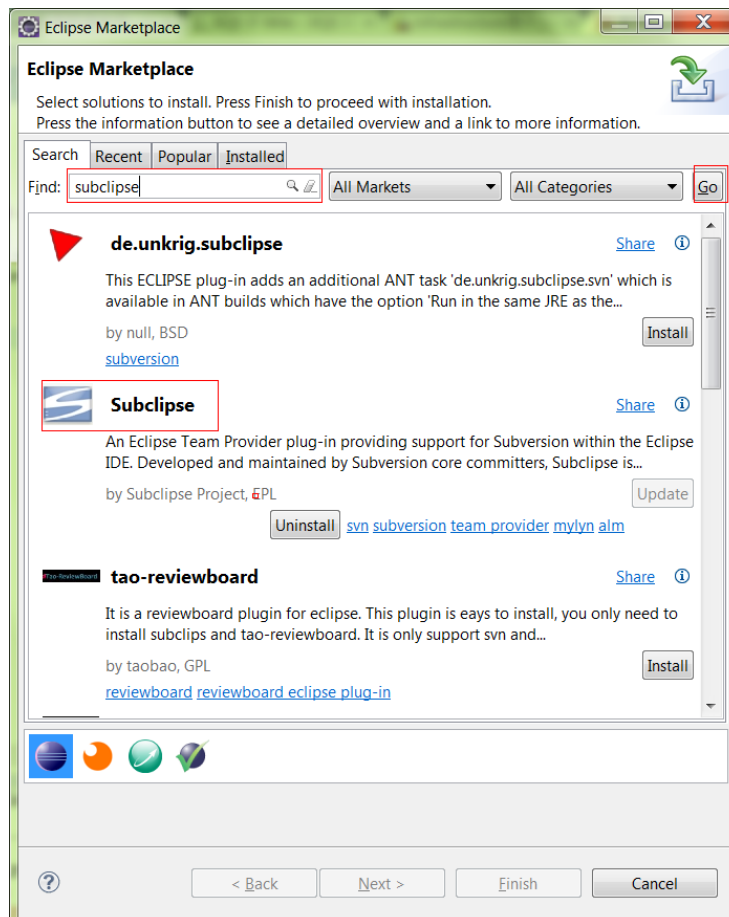 Eclipse Marketplace
Eclipse Marketplace
Select solutions to install. Press Finish to proceed with installation.
Press the information button to see a detailed overview and a link to more information.
Search Recent Popular Installed
Find: subclipse All Markets All Categories Go
de.unkrig.subclipse Share
This ECLIPSE plug-in adds an additional ANT task 'de.unkrig.subclipse.svn' which is
available in ANT builds which have the option 'Run in the same JRE as the...
by null, BSD Install
subversion
Subclipse Share
An Eclipse Team Provider plug-in providing support for Subversion within the Eclipse
IDE. Developed and maintained by Subversion core committers, Subclipse is...
by Subclipse Project, EPL Update
Uninstall svn subversion team provider mylyn alm
Tao-ReviewBoard tao-reviewboard Share
It is a reviewboard plugin for eclipse. This plugin is eays to install, you only need to
install subclips and tao-reviewboard. It is only support svn and...
by taobao, GPL Install
reviewboard reviewboard eclipse plug-in
< Back Next > Finish Cancel